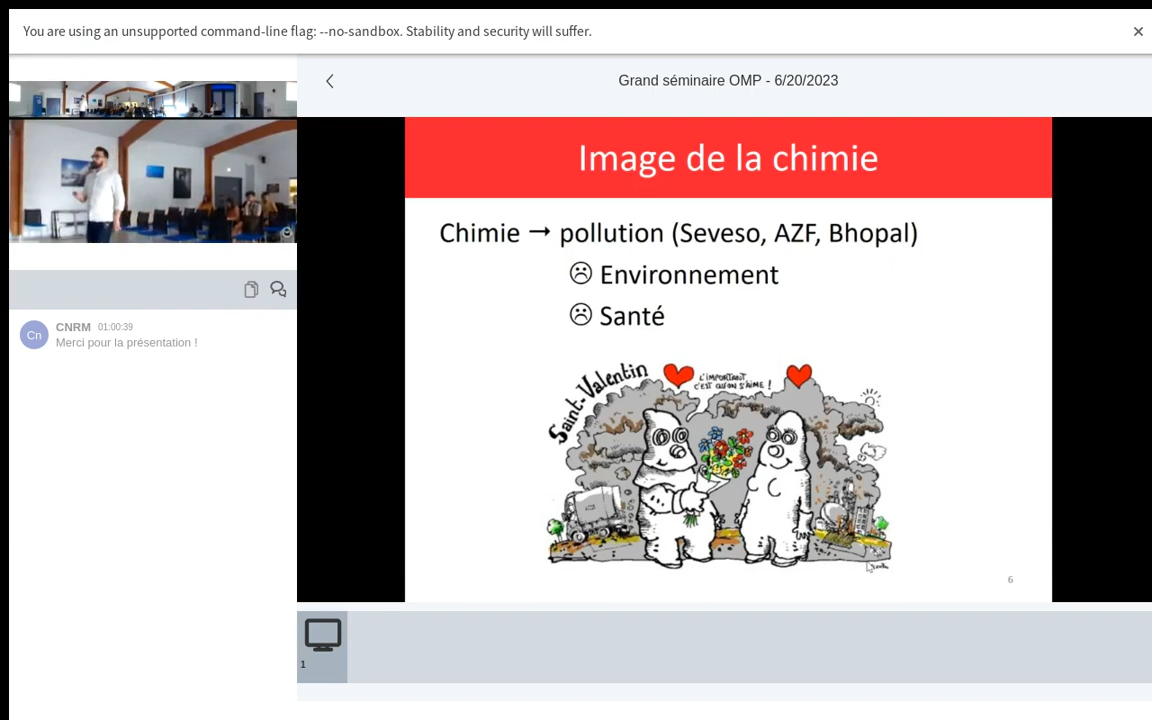 You are using an unsupported command-line flag: --no-sandbox. Stability and security will suffer.
Grand séminaire OMP - 6/20/2023
Image de la chimie
Chimie → pollution (Seveso, AZF, Bhopal)
☹ Environnement
☹ Santé
Saint-Valentin
L'IMPORTANT
C'EST QU'ON S'AIME !
6
Cn
CNRM 01:00:39
Merci pour la présentation !
1